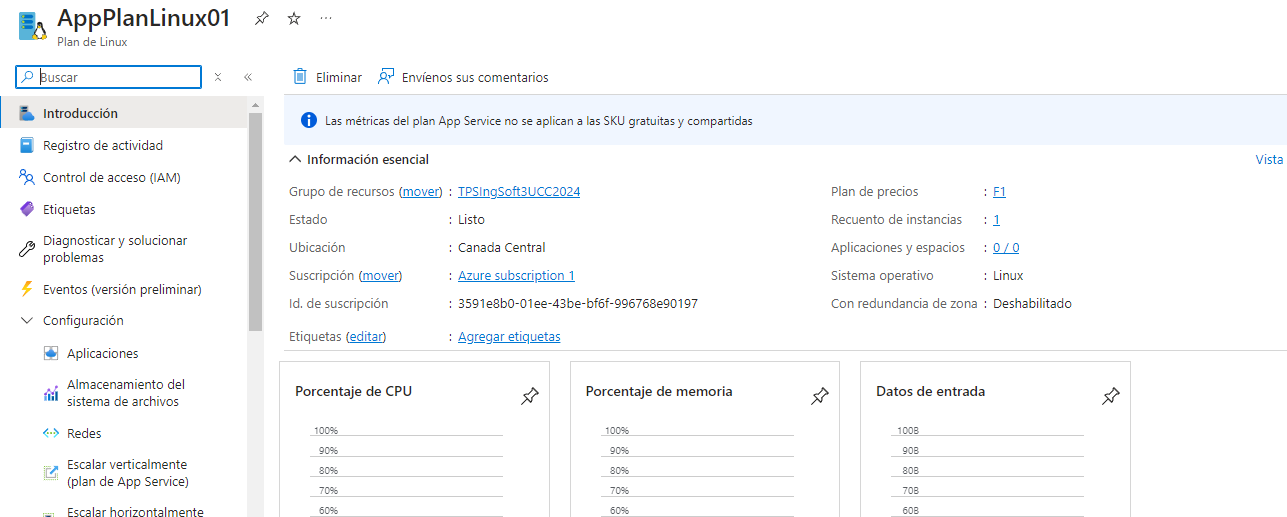 AppPlanLinux01
Plan de Linux
Buscar
Eliminar
Envíenos sus comentarios
Introducción
Registro de actividad
Control de acceso (IAM)
Etiquetas
Diagnosticar y solucionar
problemas
Eventos (versión preliminar)
Configuración
Aplicaciones
Almacenamiento del
sistema de archivos
Redes
Escalar verticalmente
(plan de App Service)
Escalar horizontalmente
Las métricas del plan App Service no se aplican a las SKU gratuitas y compartidas
Información esencial
Vista
Grupo de recursos (mover) : TPSIngSoft3UCC2024
Estado : Listo
Ubicación : Canada Central
Suscripción (mover) : Azure subscription 1
Id. de suscripción : 3591e8b0-01ee-43be-bf6f-996768e90197
Etiquetas (editar) : Agregar etiquetas
Plan de precios : F1
Recuento de instancias : 1
Aplicaciones y espacios : 0 / 0
Sistema operativo : Linux
Con redundancia de zona : Deshabilitado
Porcentaje de CPU
100%
90%
80%
70%
60%
Porcentaje de memoria
100%
90%
80%
70%
60%
Datos de entrada
100B
90B
80B
70B
60B